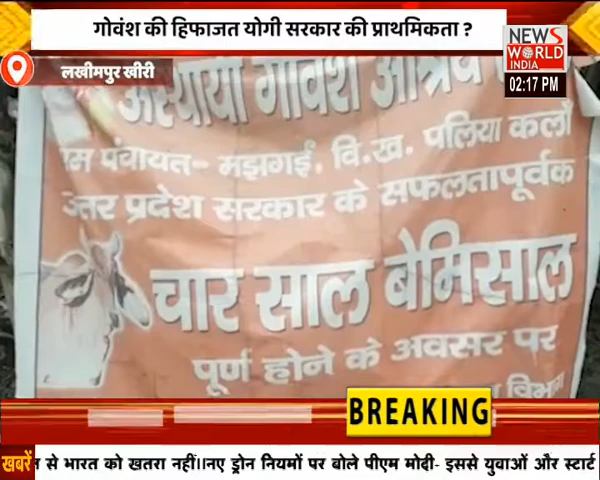 गोवंश की हिफाजत योगी सरकार की प्राथमिकता ?
NEWS
WORLD
INDIA
02:17 PM
लखीमपुर खीरी
अस्थायी गोवंश आश्रय
पंचायत- मझगईं, वि.ख. पलिया कलाँ
उत्तर प्रदेश सरकार के सफलतापूर्वक
चार साल बेमिसाल
पूर्ण होने के अवसर पर
विभाग
BREAKING
खबरें से भारत को खतरा नहीं।।नए ड्रोन नियमों पर बोले पीएम मोदी- इससे युवाओं और स्टार्ट